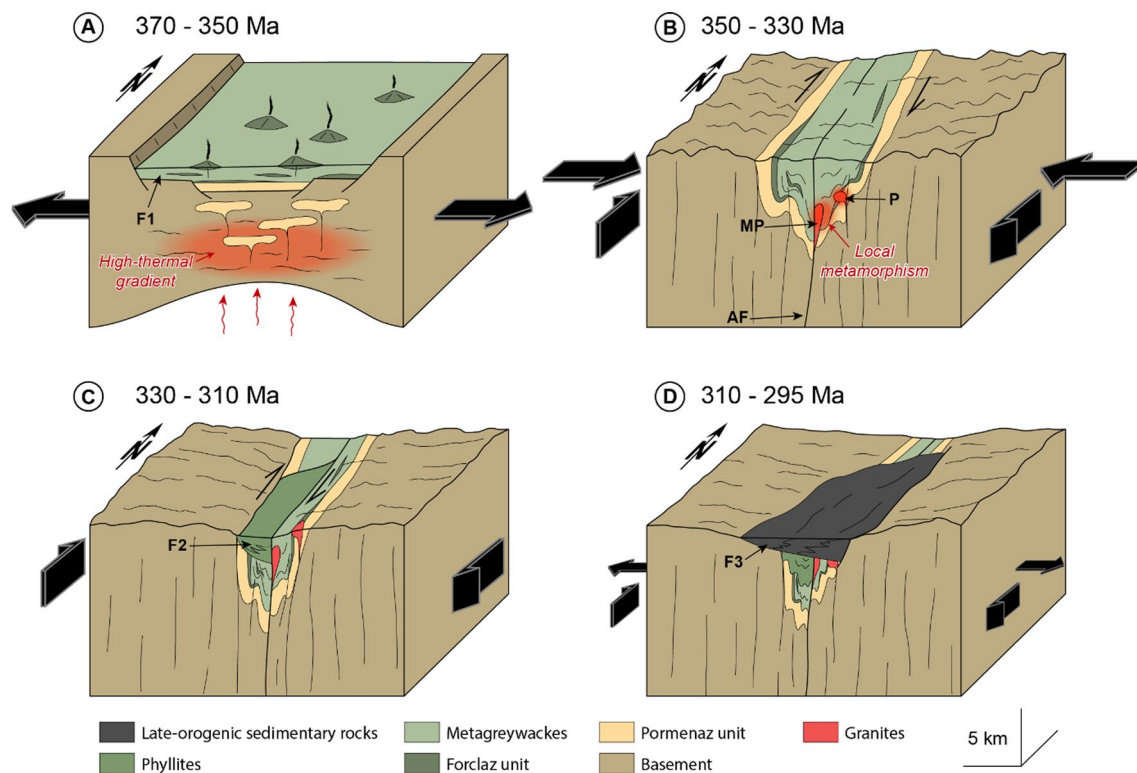 A 370 - 350 Ma
N
F1
High-thermal
gradient
B 350 - 330 Ma
N
P
MP
Local
metamorphism
AF
C 330 - 310 Ma
N
F2
D 310 - 295 Ma
N
F3
Late-orogenic sedimentary rocks
Metagreywackes
Pormenaz unit
Granites
Phyllites
Forclaz unit
Basement
5 km